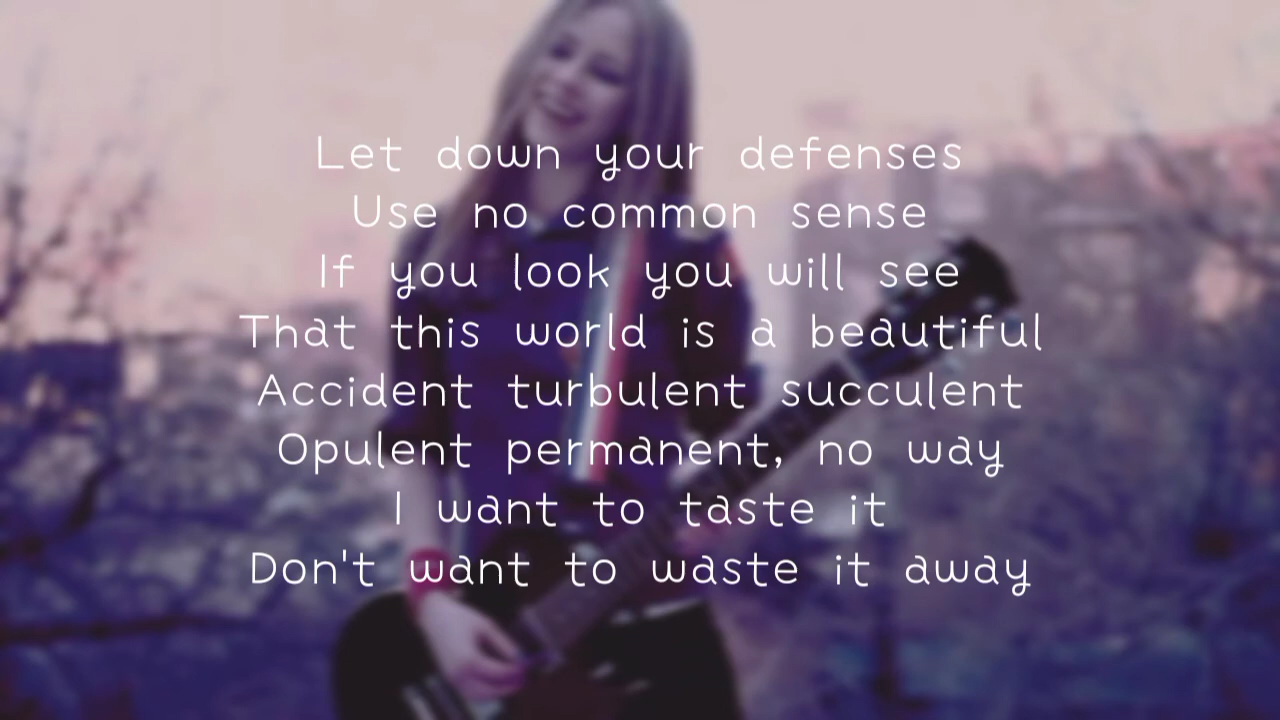 Let down your defenses
Use no common sense
If you look you will see
That this world is a beautiful
Accident turbulent succulent
Opulent permanent, no way
I want to taste it
Don't want to waste it away